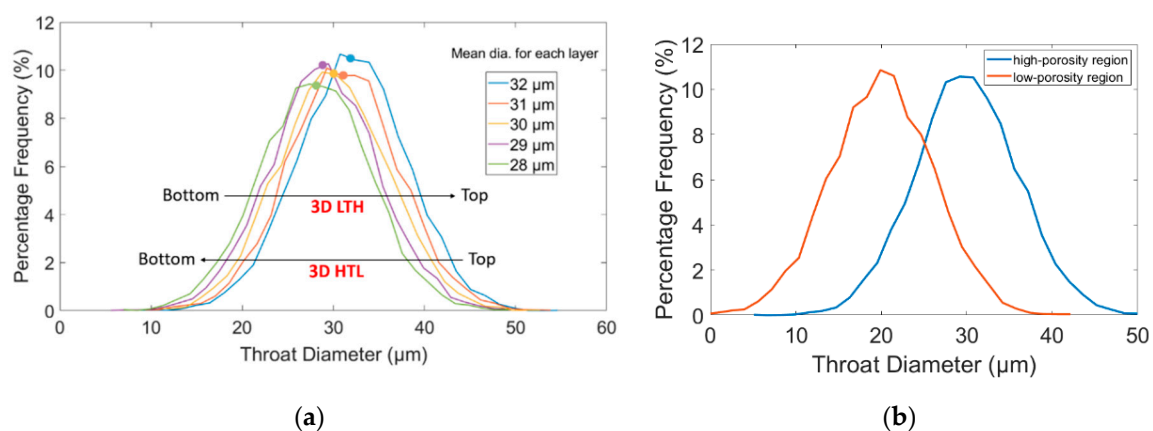 12
10
8
6
4
2
0
Percentage Frequency (%)
Mean dia. for each layer
32 μm
31 μm
30 μm
29 μm
28 μm
Bottom
Top
3D LTH
Bottom
Top
3D HTL
0
10
20
30
40
50
60
Throat Diameter (μm)
(a)
12
10
8
6
4
2
0
Percentage Frequency (%)
high-porosity region
low-porosity region
0
10
20
30
40
50
Throat Diameter (μm)
(b)